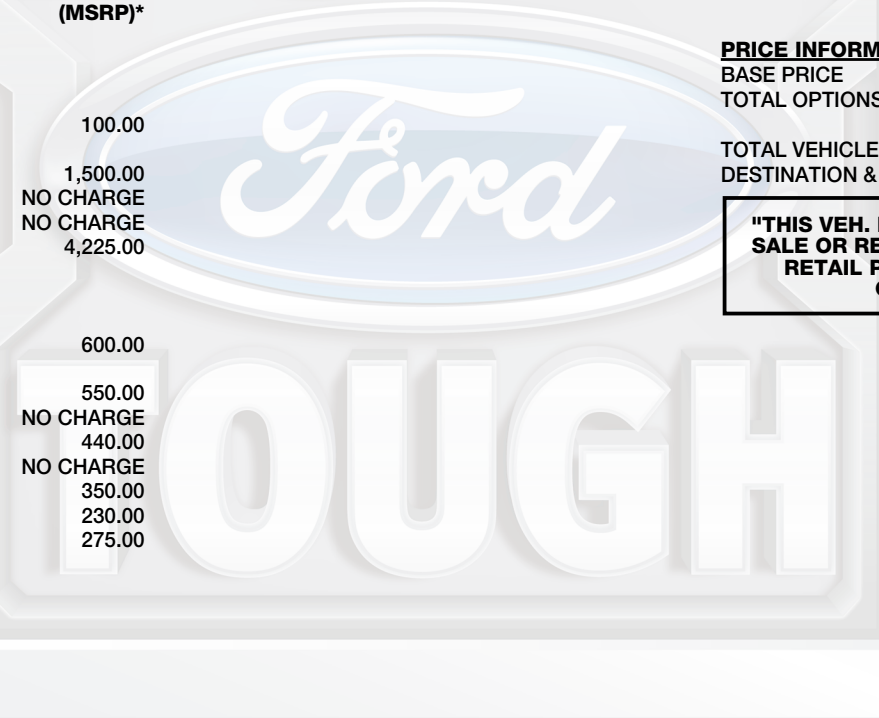 (MSRP)*
100.00
1,500.00
NO CHARGE
NO CHARGE
4,225.00
600.00
550.00
NO CHARGE
440.00
NO CHARGE
350.00
230.00
275.00
PRICE INFORM
BASE PRICE
TOTAL OPTIONS
TOTAL VEHICLE
DESTINATION &
"THIS VEH.
SALE OR RE
RETAIL P
Ford
TOUGH